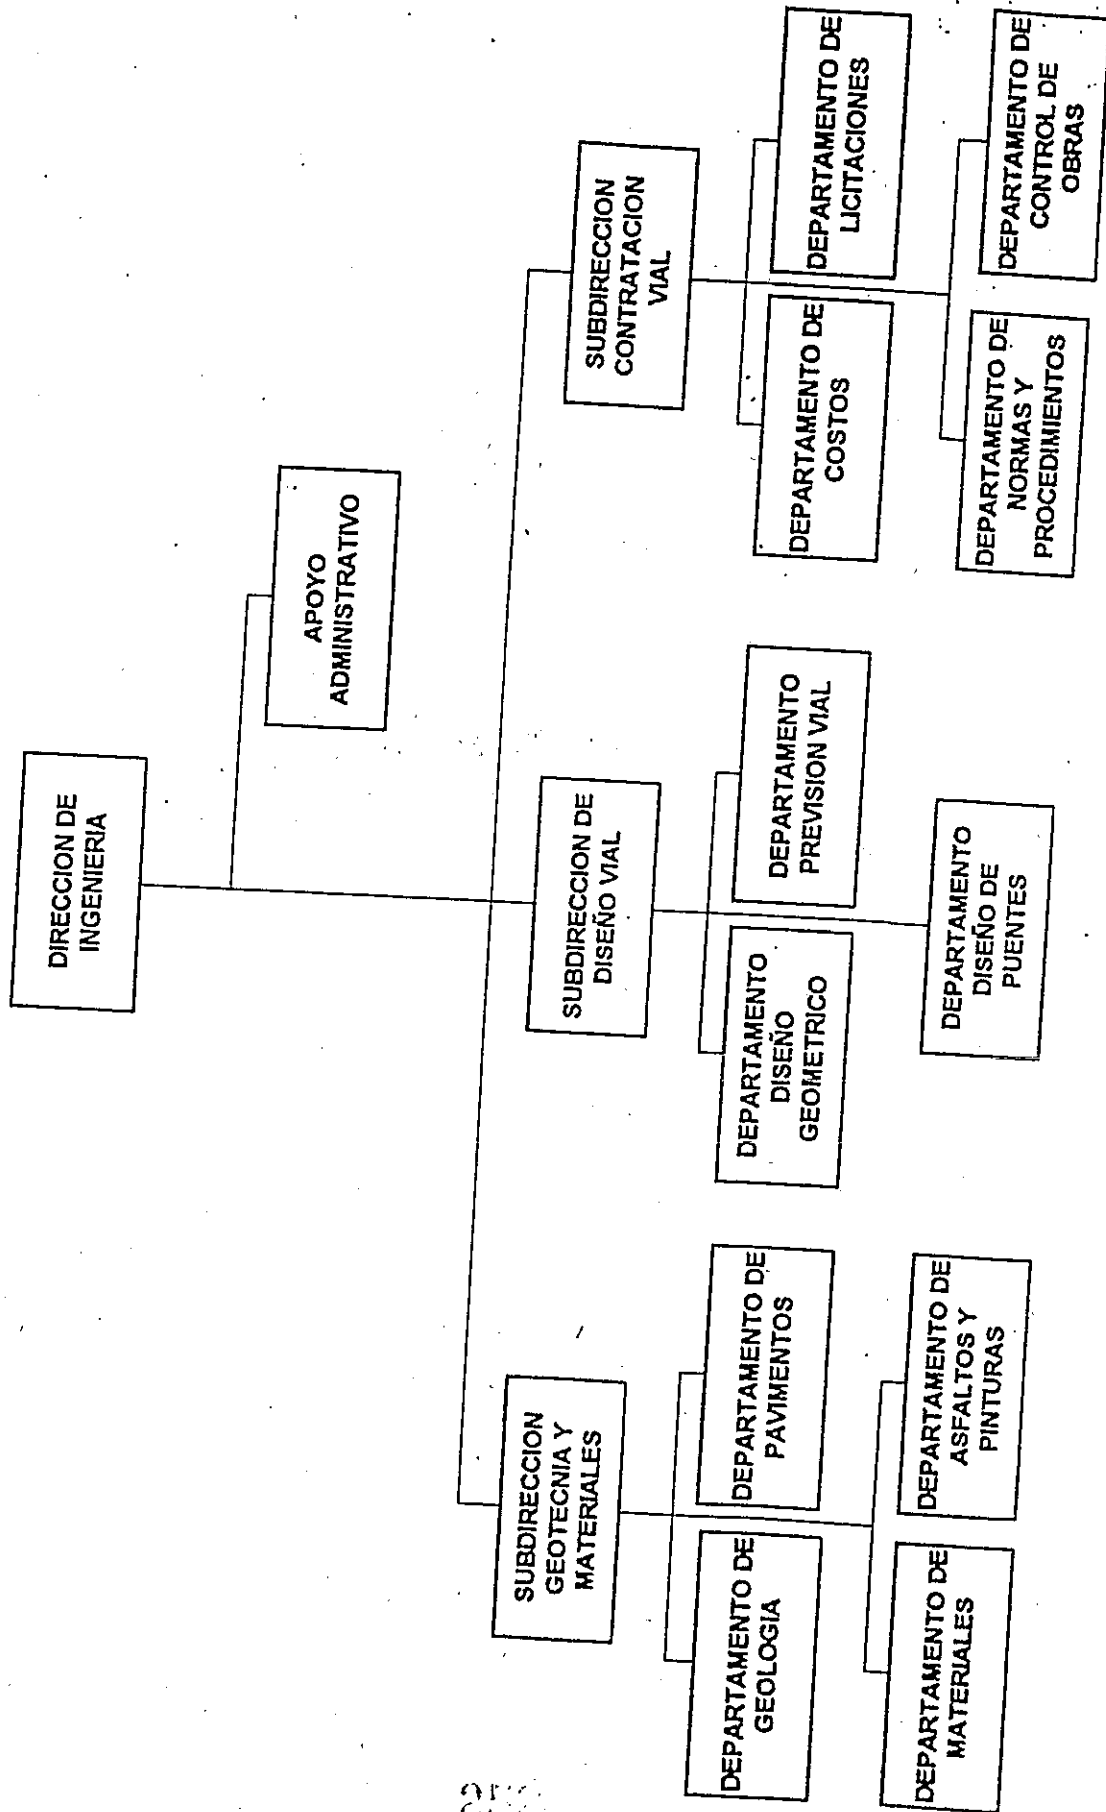 DIRECCION DE
INGENIERIA
APOYO
ADMINISTRATIVO
SUBDIRECCION
GEOTECNIA Y
MATERIALES
SUBDIRECCION DE
DISEÑO VIAL
SUBDIRECCION
CONTRATACION
VIAL
DEPARTAMENTO DE
GEOLOGIA
DEPARTAMENTO DE
PAVIMENTOS
DEPARTAMENTO
DISEÑO
GEOMETRICO
DEPARTAMENTO
PREVISION VIAL
DEPARTAMENTO DE
COSTOS
DEPARTAMENTO DE
LICITACIONES
DEPARTAMENTO DE
MATERIALES
DEPARTAMENTO DE
ASFALTOS Y
PINTURAS
DEPARTAMENTO
DISEÑO DE
PUENTES
DEPARTAMENTO DE
NORMAS Y
PROCEDIMIENTOS
DEPARTAMENTO DE
CONTROL DE
OBRAS